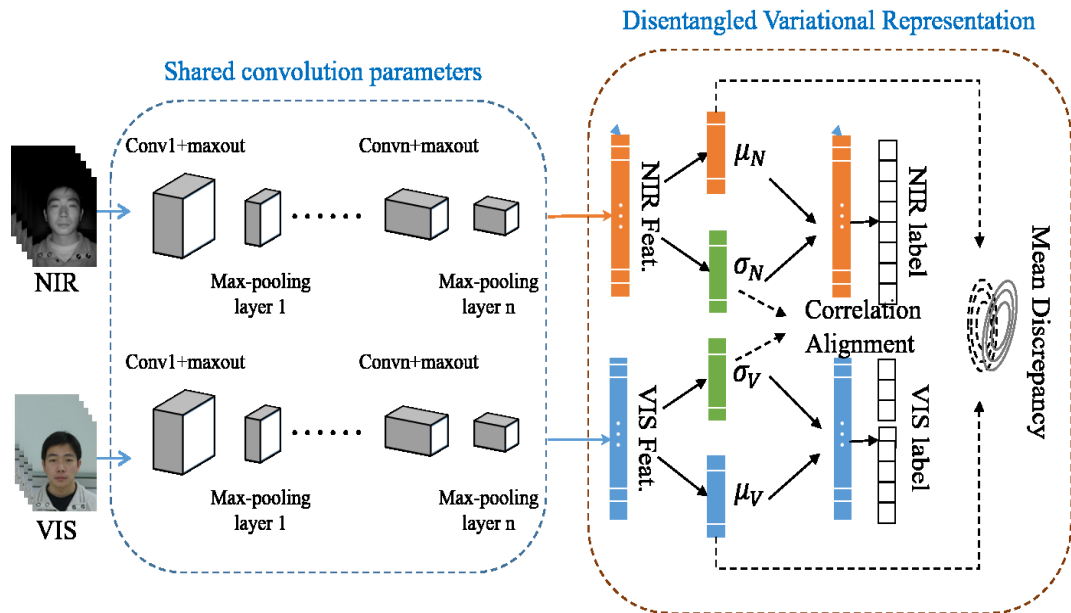 Disentangled Variational Representation
Shared convolution parameters
Conv1+maxout
Convn+maxout
NIR
Max-pooling
layer 1
Max-pooling
layer n
NIR Feat.
μN
σN
NIR label
Correlation
Alignment
Mean Discrepancy
Conv1+maxout
Convn+maxout
VIS
Max-pooling
layer 1
Max-pooling
layer n
VIS Feat.
σV
μV
VIS label